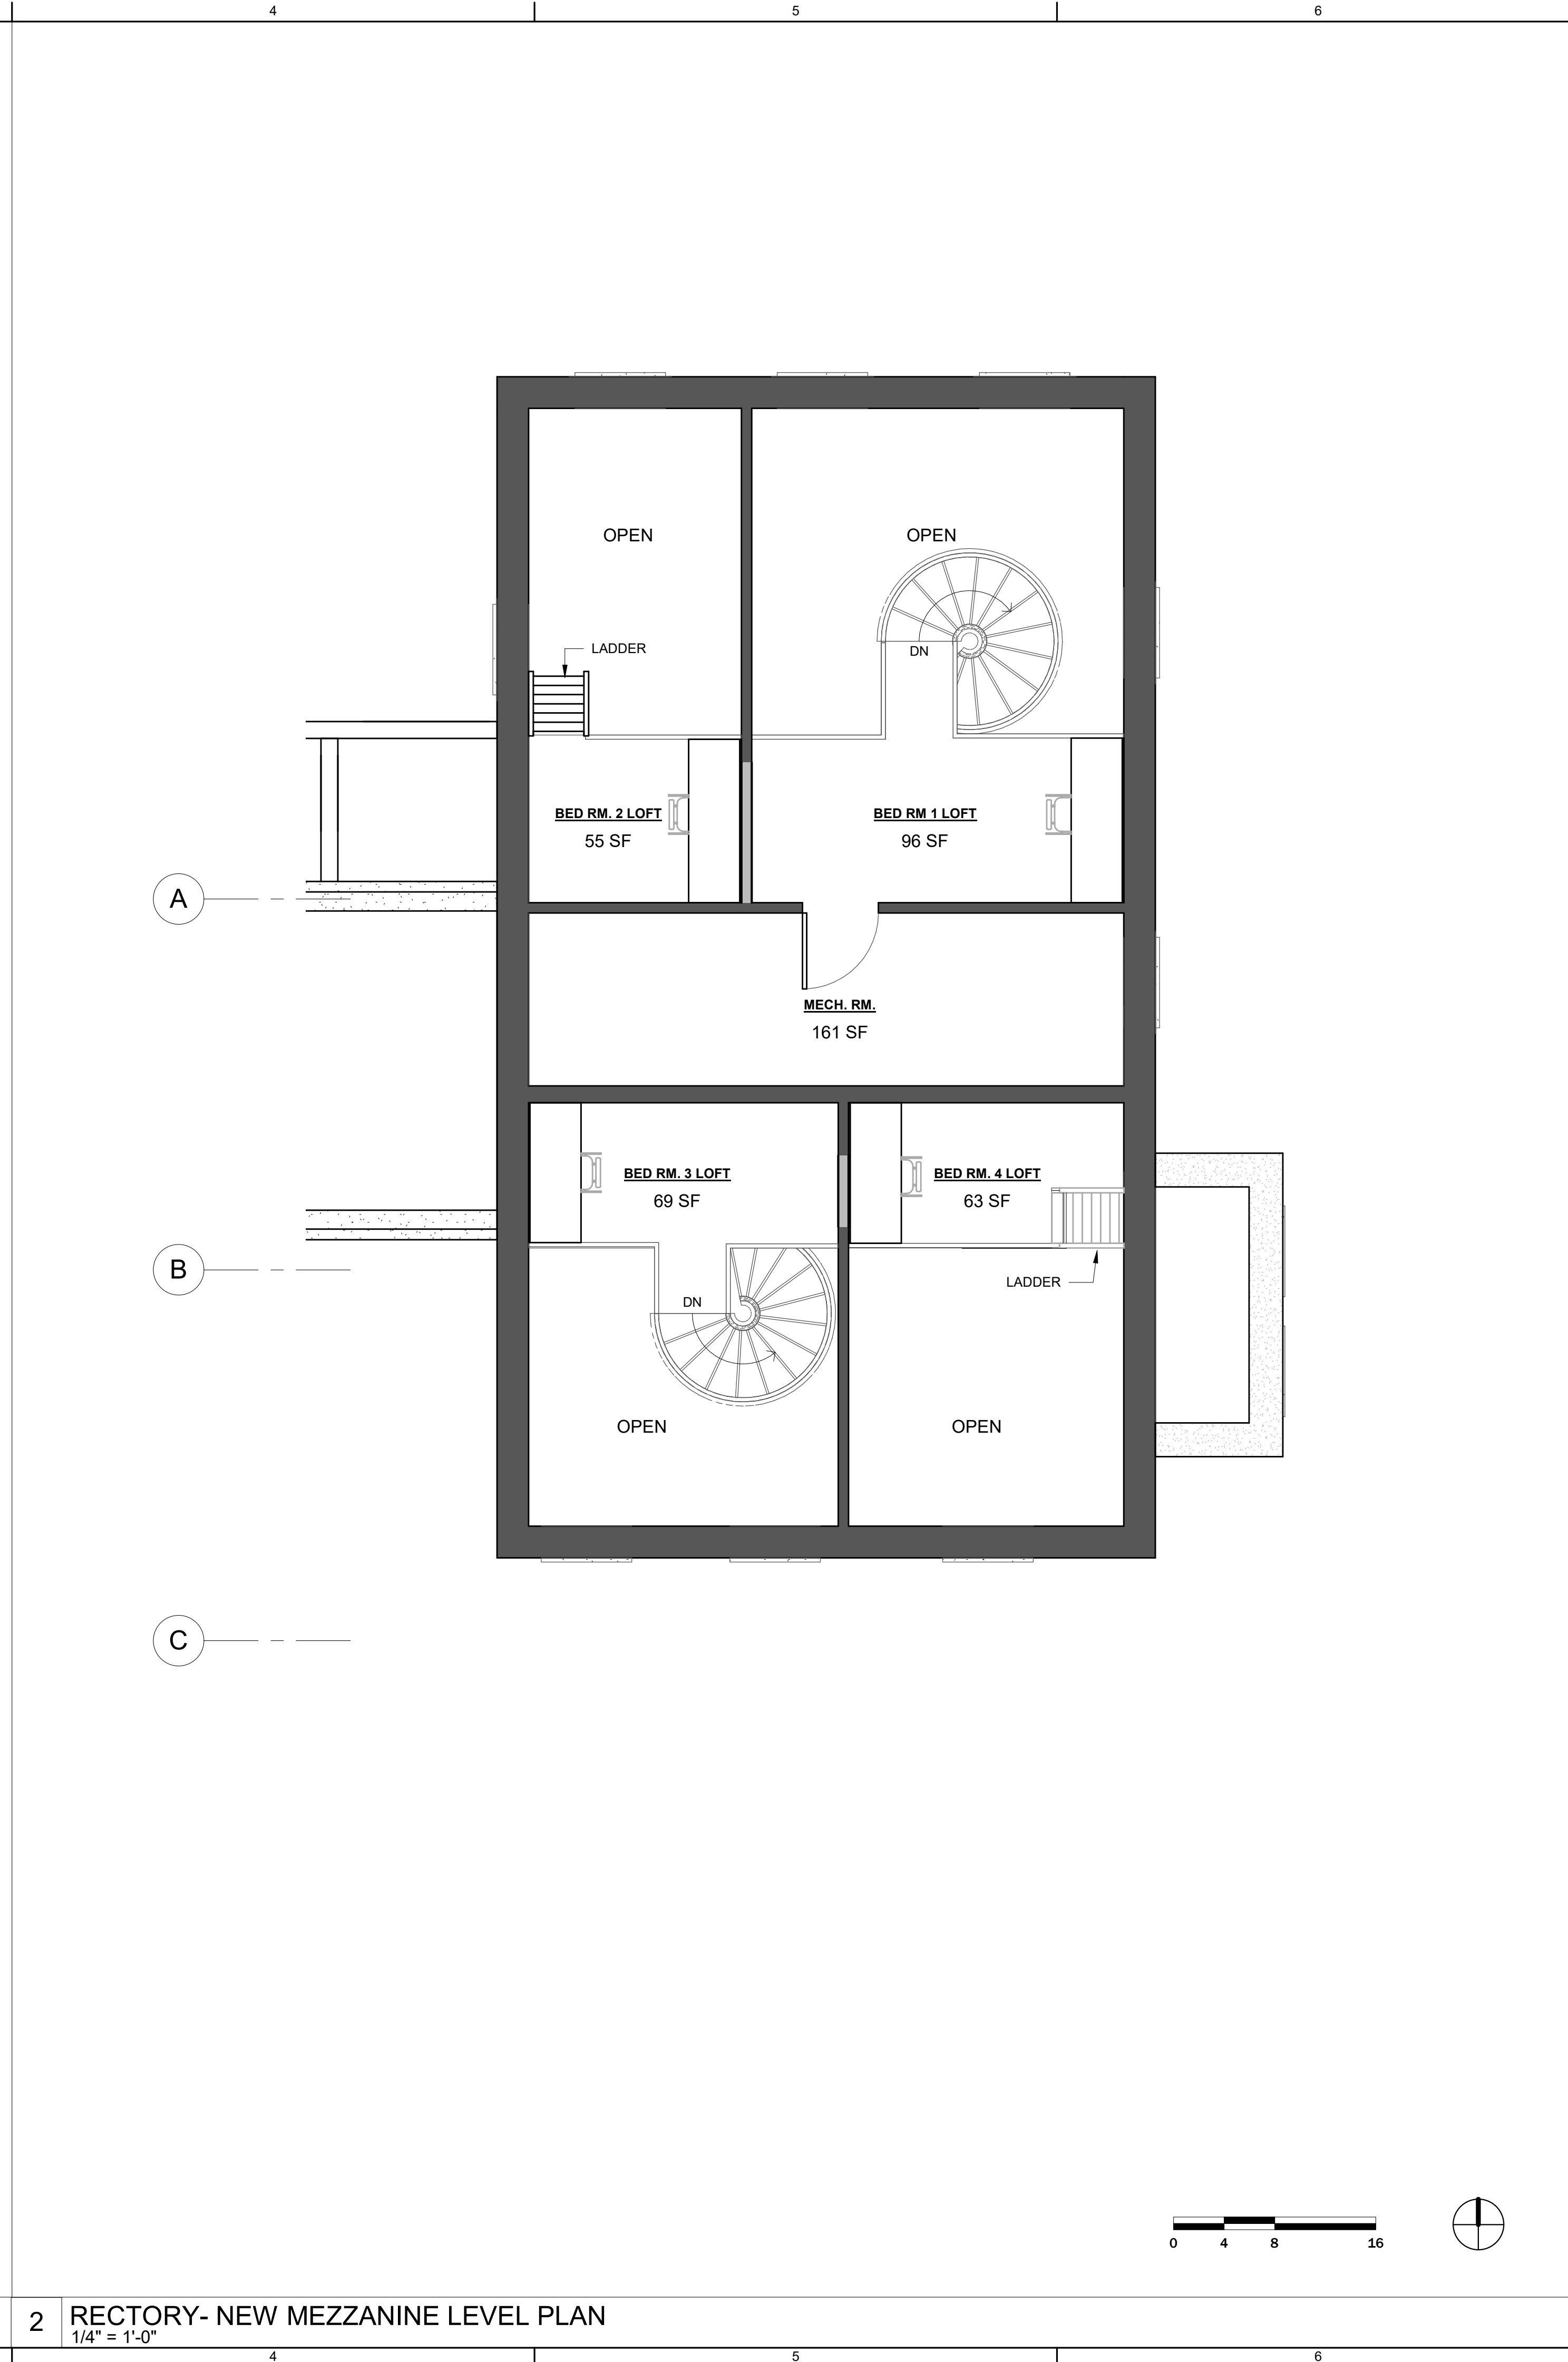 4 5 6
OPEN OPEN
LADDER
DN
BED RM. 2 LOFT
55 SF
BED RM 1 LOFT
96 SF
A
MECH. RM.
161 SF
BED RM. 3 LOFT
69 SF
BED RM. 4 LOFT
63 SF
B
LADDER
DN
OPEN OPEN
C
0 4 8 16
2 RECTORY- NEW MEZZANINE LEVEL PLAN
1/4" = 1'-0"
4 5 6